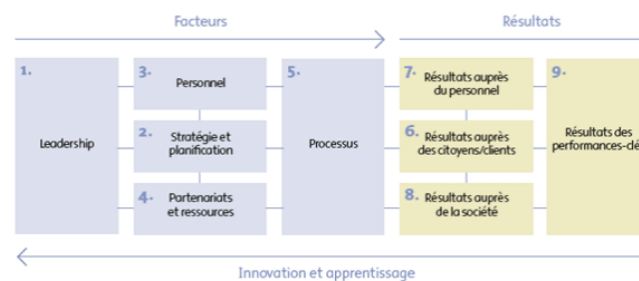 Facteurs
Résultats
1.
Leadership
3.
Personnel
2.
Stratégie et
planification
4.
Partenariats
et ressources
5.
Processus
7.
Résultats auprès
du personnel
6.
Résultats auprès
des citoyens/clients
8.
Résultats auprès
de la société
9.
Résultats des
performances-clé
Innovation et apprentissage